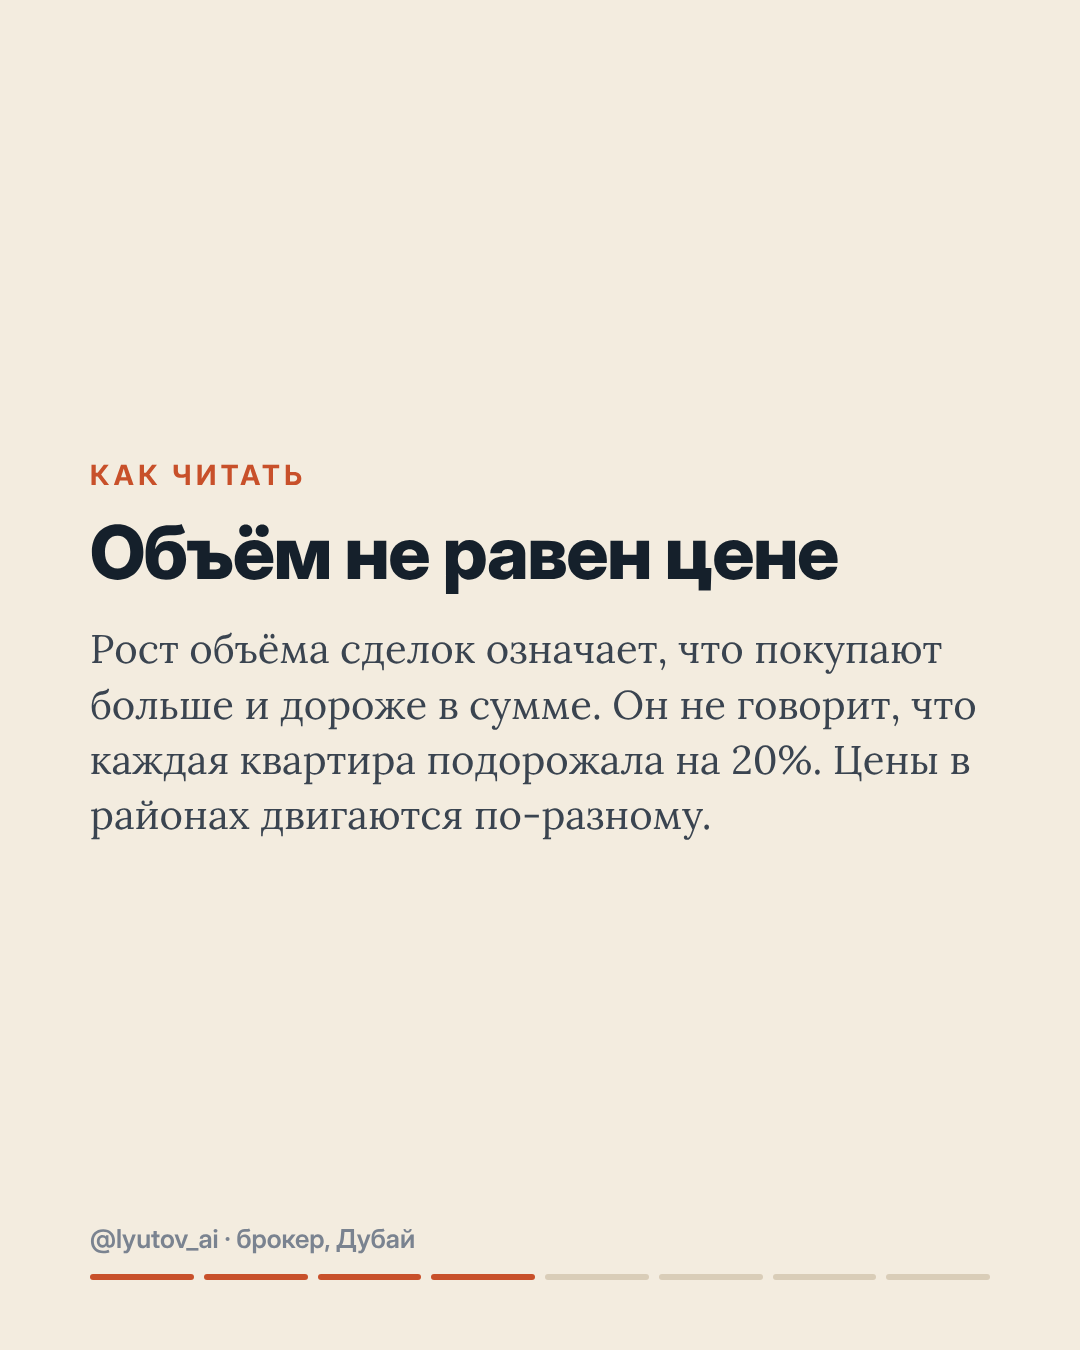 КАК ЧИТАТЬ
Объём не равен цене
Рост объёма сделок означает, что покупают
больше и дороже в сумме. Он не говорит, что
каждая квартира подорожала на 20%. Цены в
районах двигаются по-разному.
@lyutov_ai · брокер, Дубай